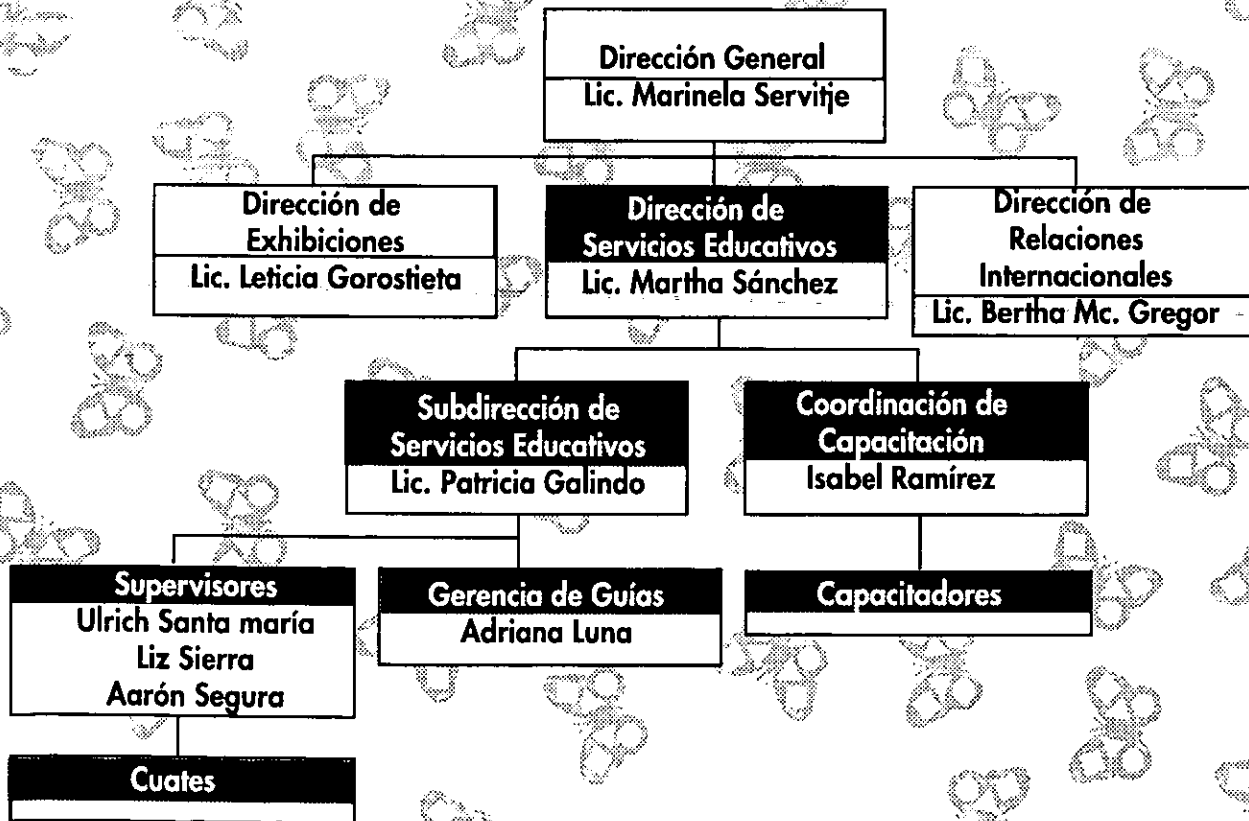 Dirección General
Lic. Marinela Servitje
Dirección de
Exhibiciones
Lic. Leticia Gorostieta
Dirección de
Servicios Educativos
Lic. Martha Sánchez
Dirección de
Relaciones
Internacionales
Lic. Bertha Mc. Gregor
Subdirección de
Servicios Educativos
Lic. Patricia Galindo
Coordinación de
Capacitación
Isabel Ramírez
Supervisores
Ulrich Santa maría
Liz Sierra
Aarón Segura
Gerencia de Guías
Adriana Luna
Capacitadores
Cuates